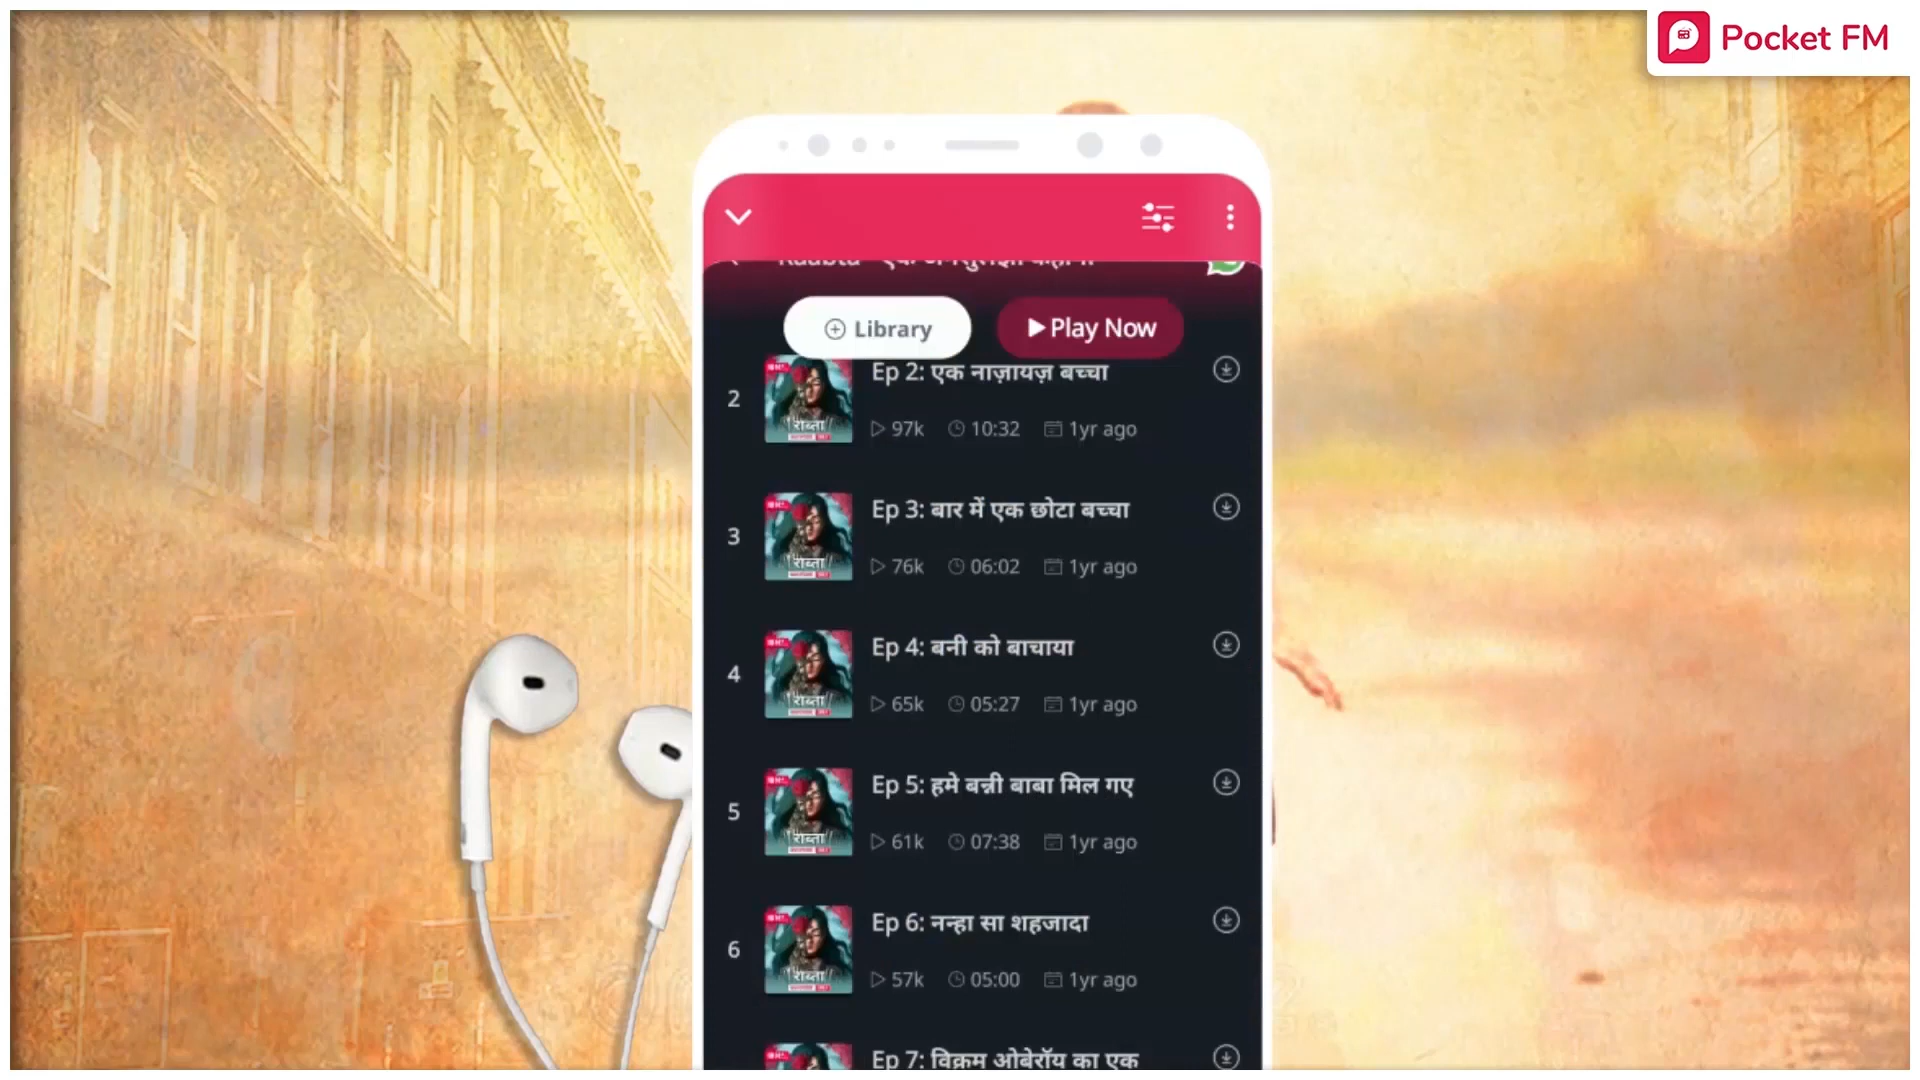 Pocket FM
Library
Play Now
2
Ep 2: एक नाज़ायज़ बच्चा
97k 10:32 1yr ago
राब्ता
3
Ep 3: बार में एक छोटा बच्चा
76k 06:02 1yr ago
राब्ता
4
Ep 4: बनी को बाचाया
65k 05:27 1yr ago
राब्ता
5
Ep 5: हमे बन्नी बाबा मिल गए
61k 07:38 1yr ago
राब्ता
6
Ep 6: नन्हा सा शहजादा
57k 05:00 1yr ago
राब्ता
Ep 7: विक्रम ओबेरॉय का एक